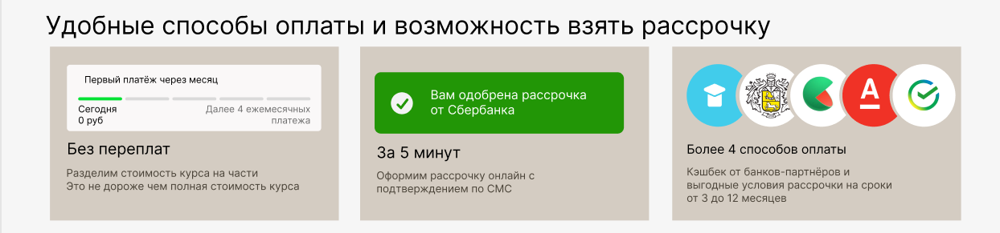 Удобные способы оплаты и возможность взять рассрочку
Первый платёж через месяц
Сегодня
0 руб
Далее 4 ежемесячных
платежа
Без переплат
Разделим стоимость курса на части
Это не дороже чем полная стоимость курса
Вам одобрена рассрочка
от Сбербанка
За 5 минут
Оформим рассрочку онлайн с
подтверждением по СМС
А
Более 4 способов оплаты
Кэшбек от банков-партнёров и
выгодные условия рассрочки на сроки
от 3 до 12 месяцев